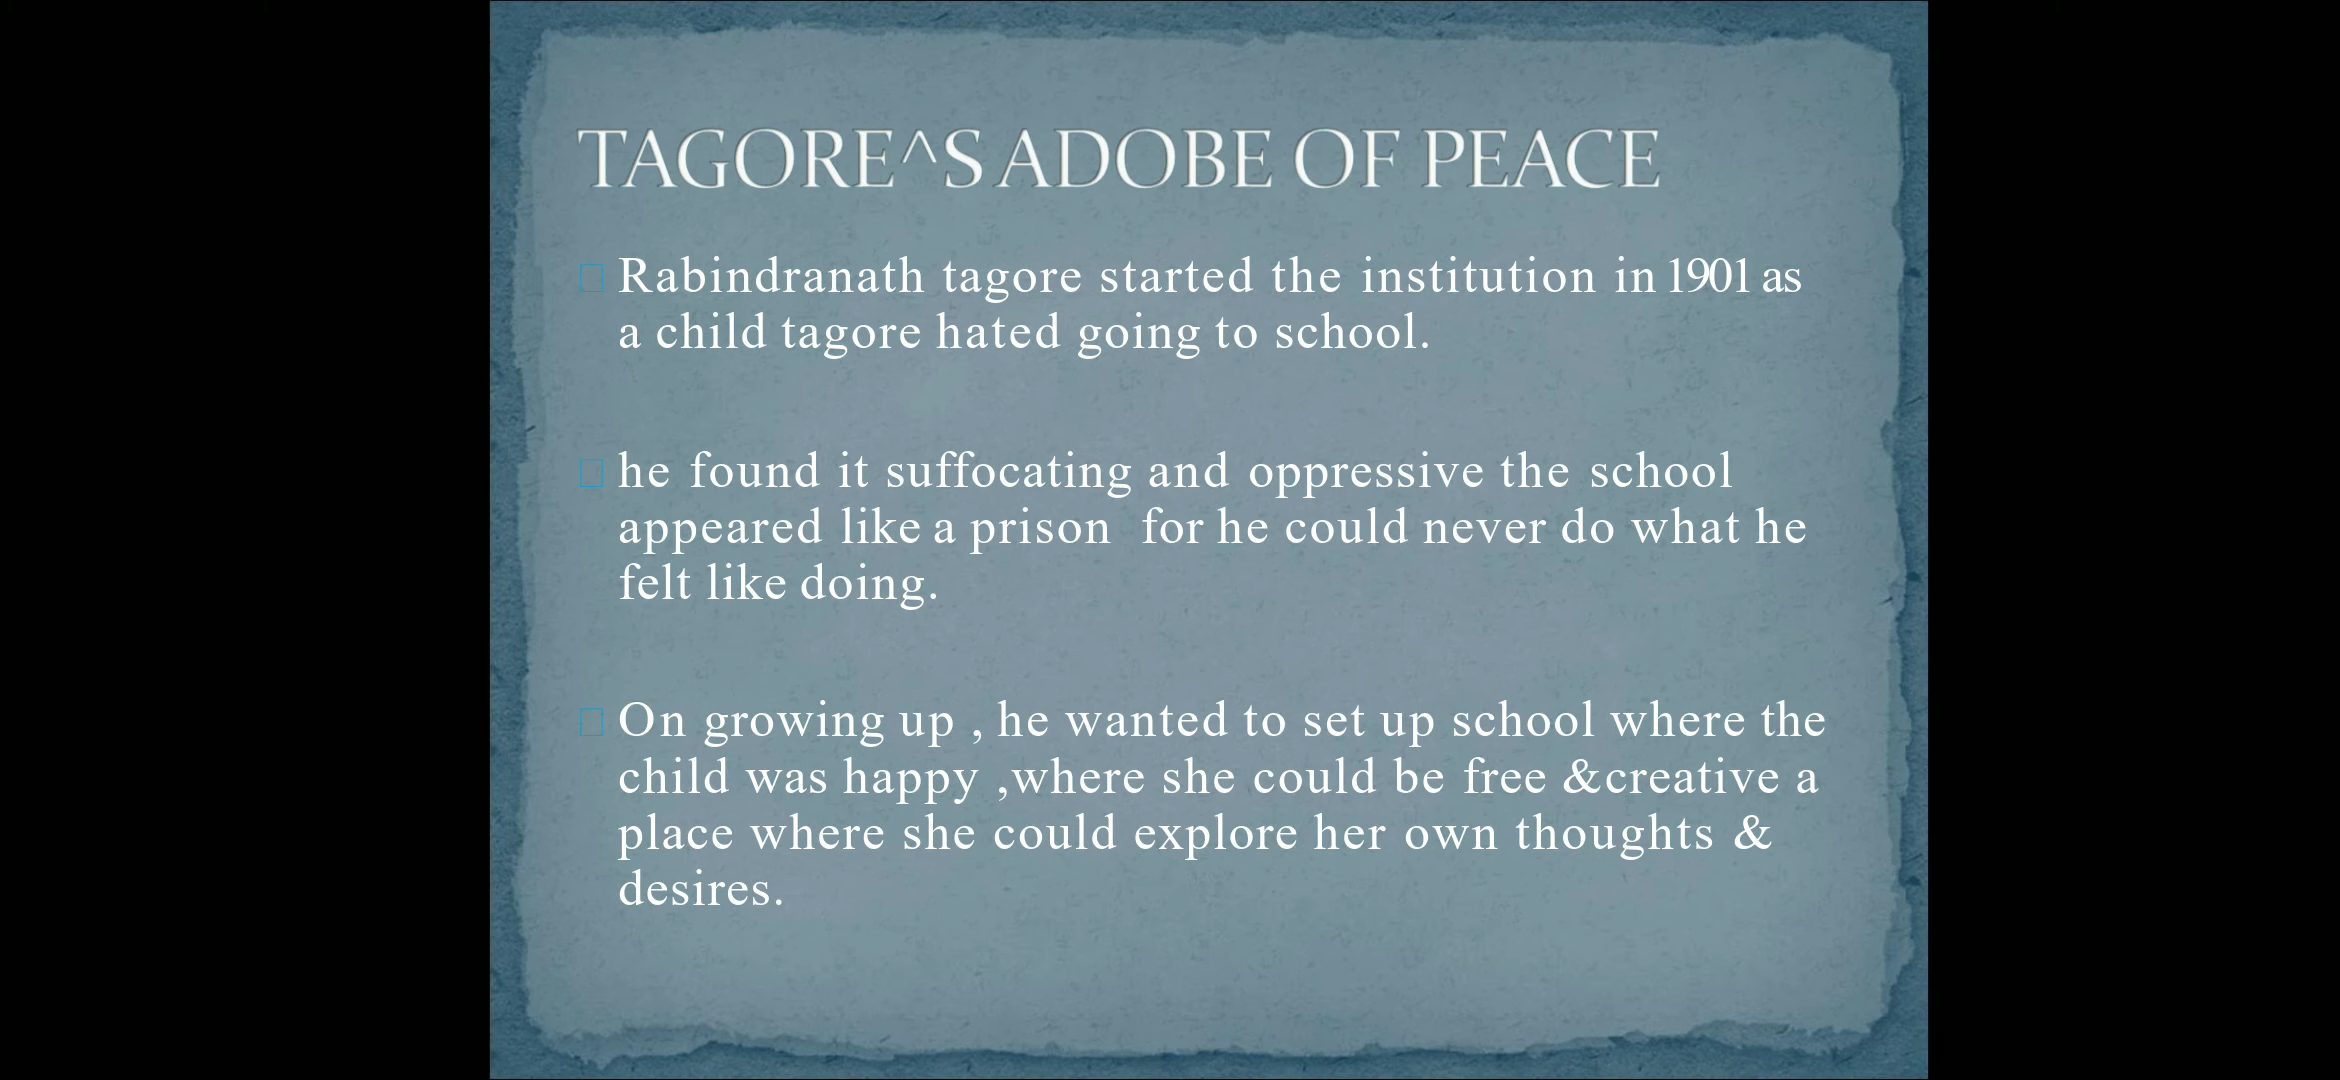 TAGORE^S ADOBE OF PEACE
Rabindranath tagore started the institution in 1901 as
a child tagore hated going to school.
he found it suffocating and oppressive the school
appeared like a prison for he could never do what he
felt like doing.
On growing up , he wanted to set up school where the
child was happy ,where she could be free &creative a
place where she could explore her own thoughts &
desires.